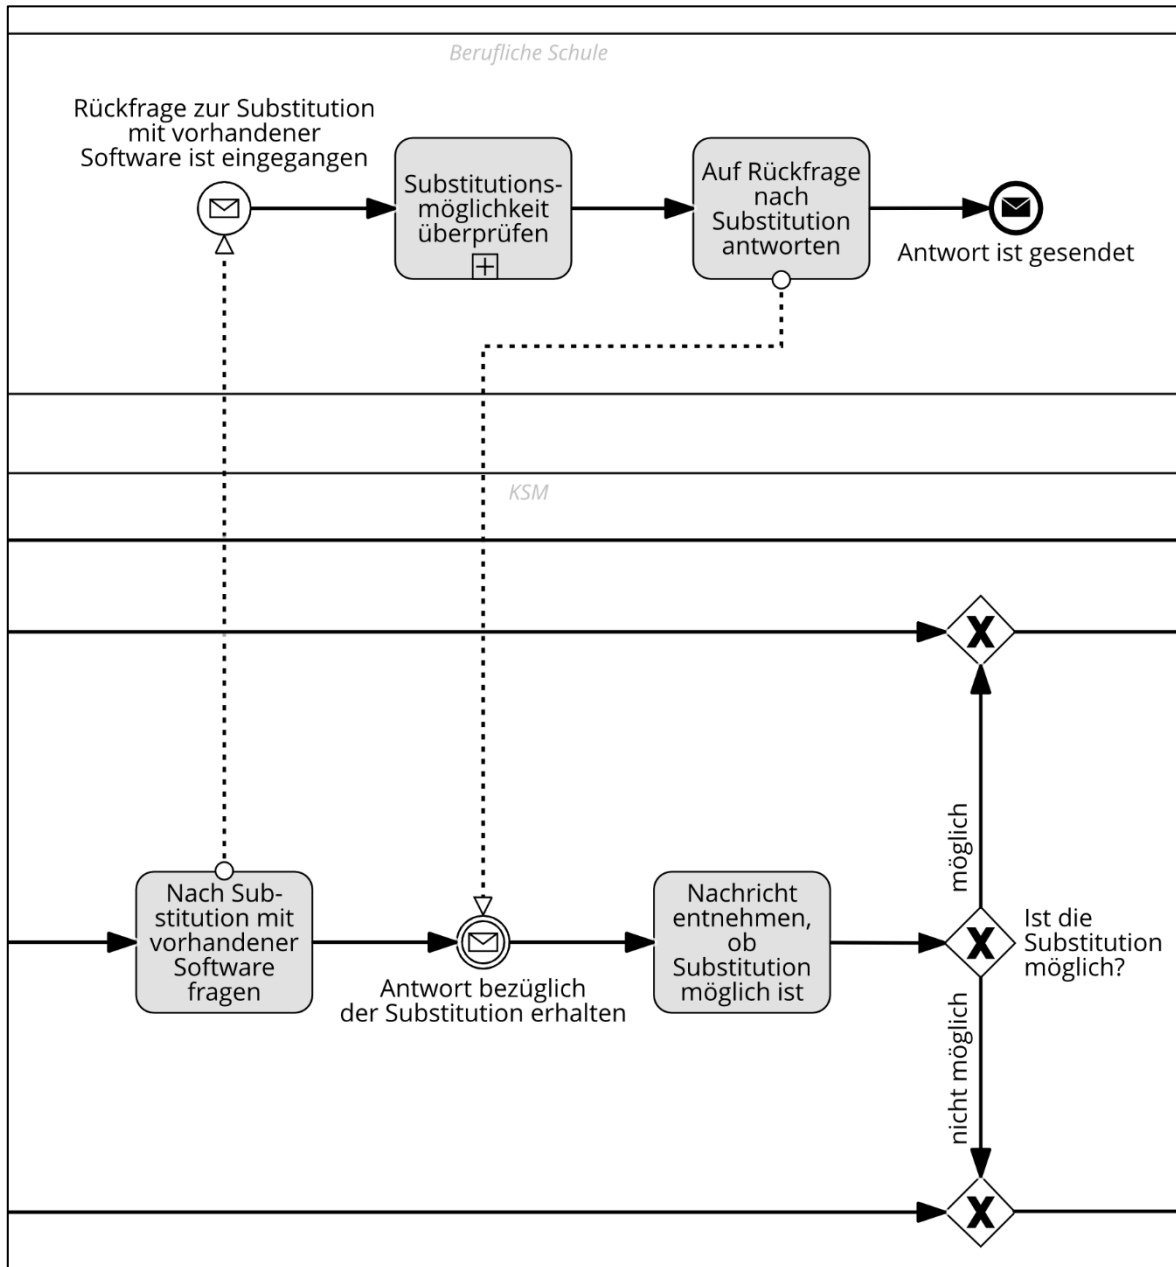 Berufliche Schule
Rückfrage zur Substitution
mit vorhandener
Software ist eingegangen
Substitutions-
möglichkeit
überprüfen
Auf Rückfrage
nach
Substitution
antworten
Antwort ist gesendet
KSM
Nach Sub-
stitution mit
vorhandener
Software
fragen
Antwort bezüglich
der Substitution erhalten
Nachricht
entnehmen,
ob
Substitution
möglich ist
möglich
Ist die
Substitution
möglich?
nicht möglich